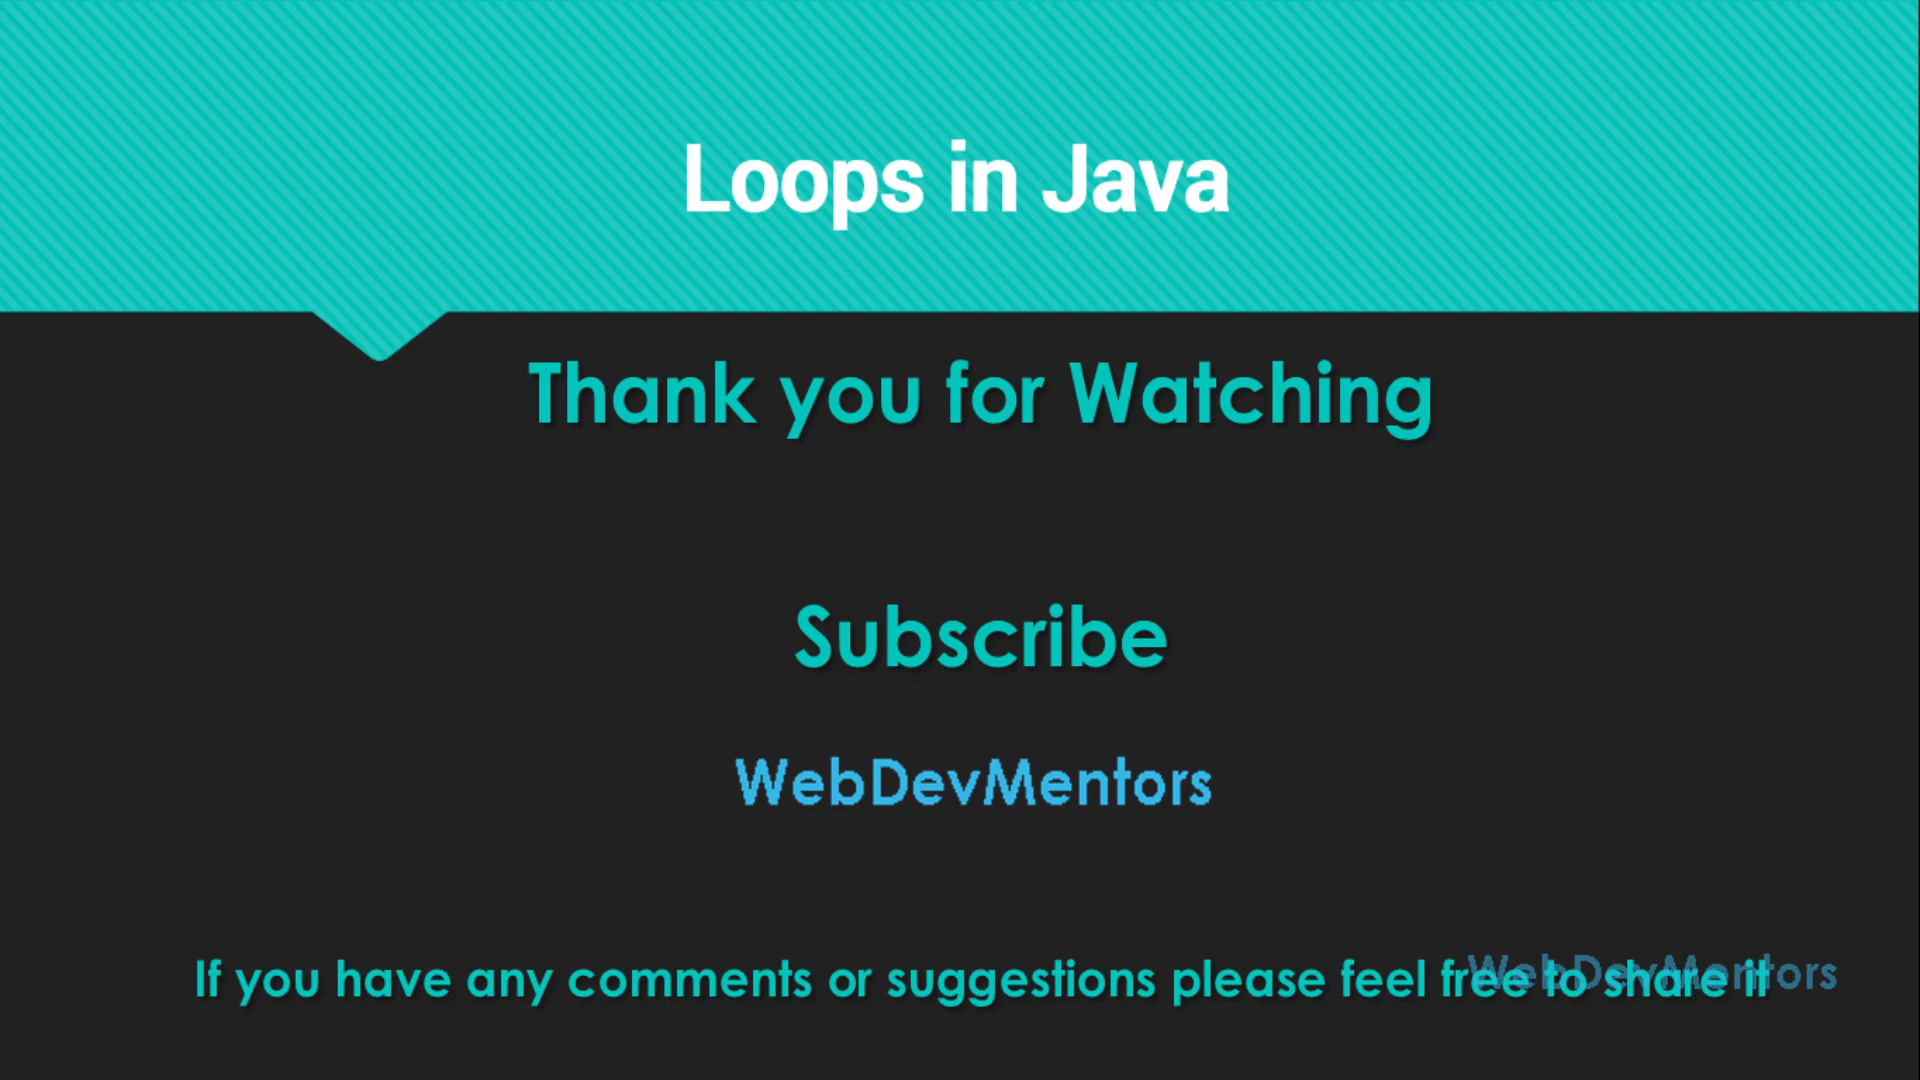 Loops in Java
Thank you for Watching
Subscribe
WebDevMentors
If you have any comments or suggestions please feel free to share it
WebDevMentors